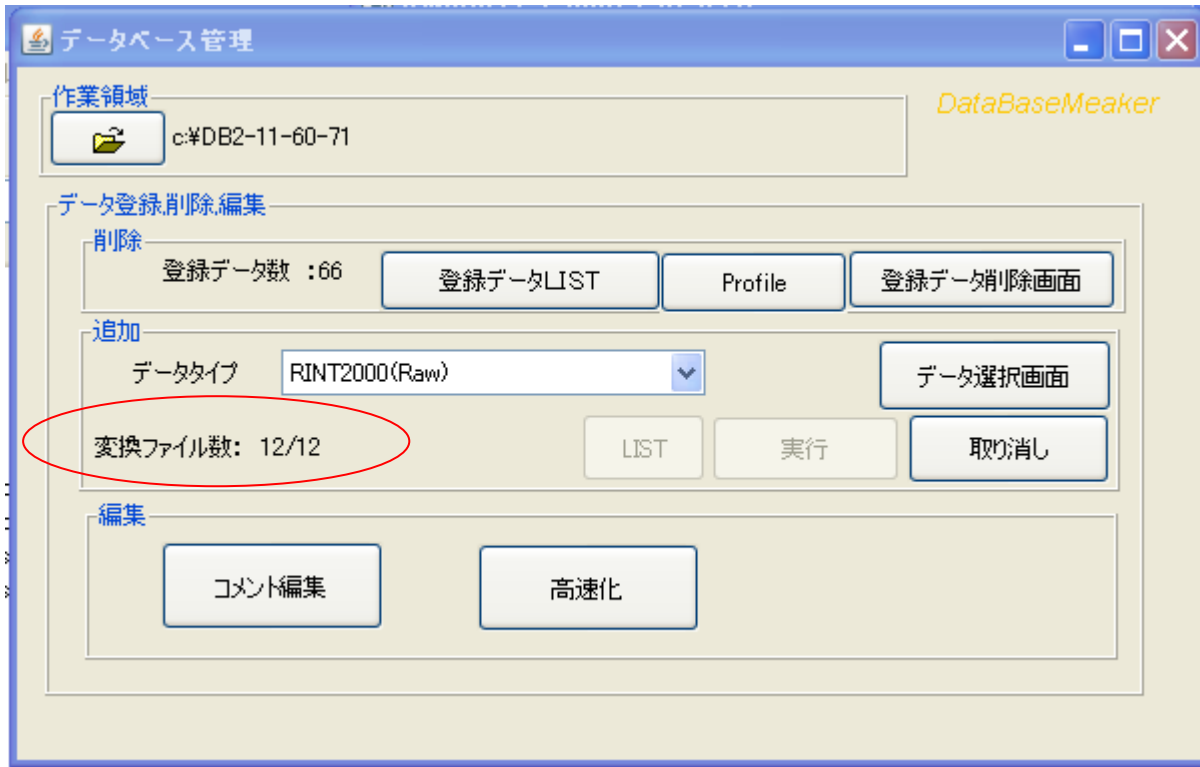 データベース管理
作業領域
DataBaseMeaker
c:¥DB2-11-60-71
データ登録,削除,編集
削除
登録データ数 :66
登録データLIST
Profile
登録データ削除画面
追加
データタイプ
RINT2000(Raw)
データ選択画面
変換ファイル数: 12/12
LIST
実行
取り消し
編集
コメント編集
高速化